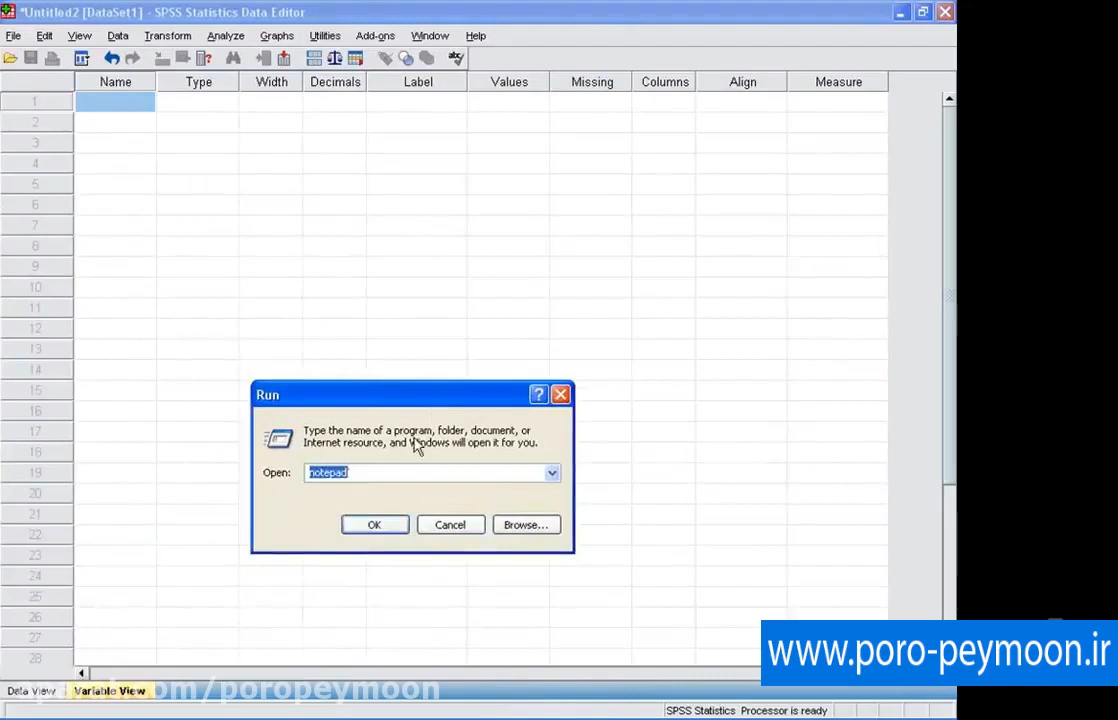 *Untitled2 [DataSet1] - SPSS Statistics Data Editor
File Edit View Data Transform Analyze Graphs Utilities Add-ons Window Help
Name Type Width Decimals Label Values Missing Columns Align Measure
1
2
3
4
5
6
7
8
9
10
11
12
13
14
15
16
17
18
19
20
21
22
23
24
25
26
27
28
Run
Type the name of a program, folder, document, or
Internet resource, and Windows will open it for you.
Open: notepad
OK Cancel Browse...
www.poro-peymoon.ir
Data View Variable View
.com/poropeymoon
SPSS Statistics Processor is ready